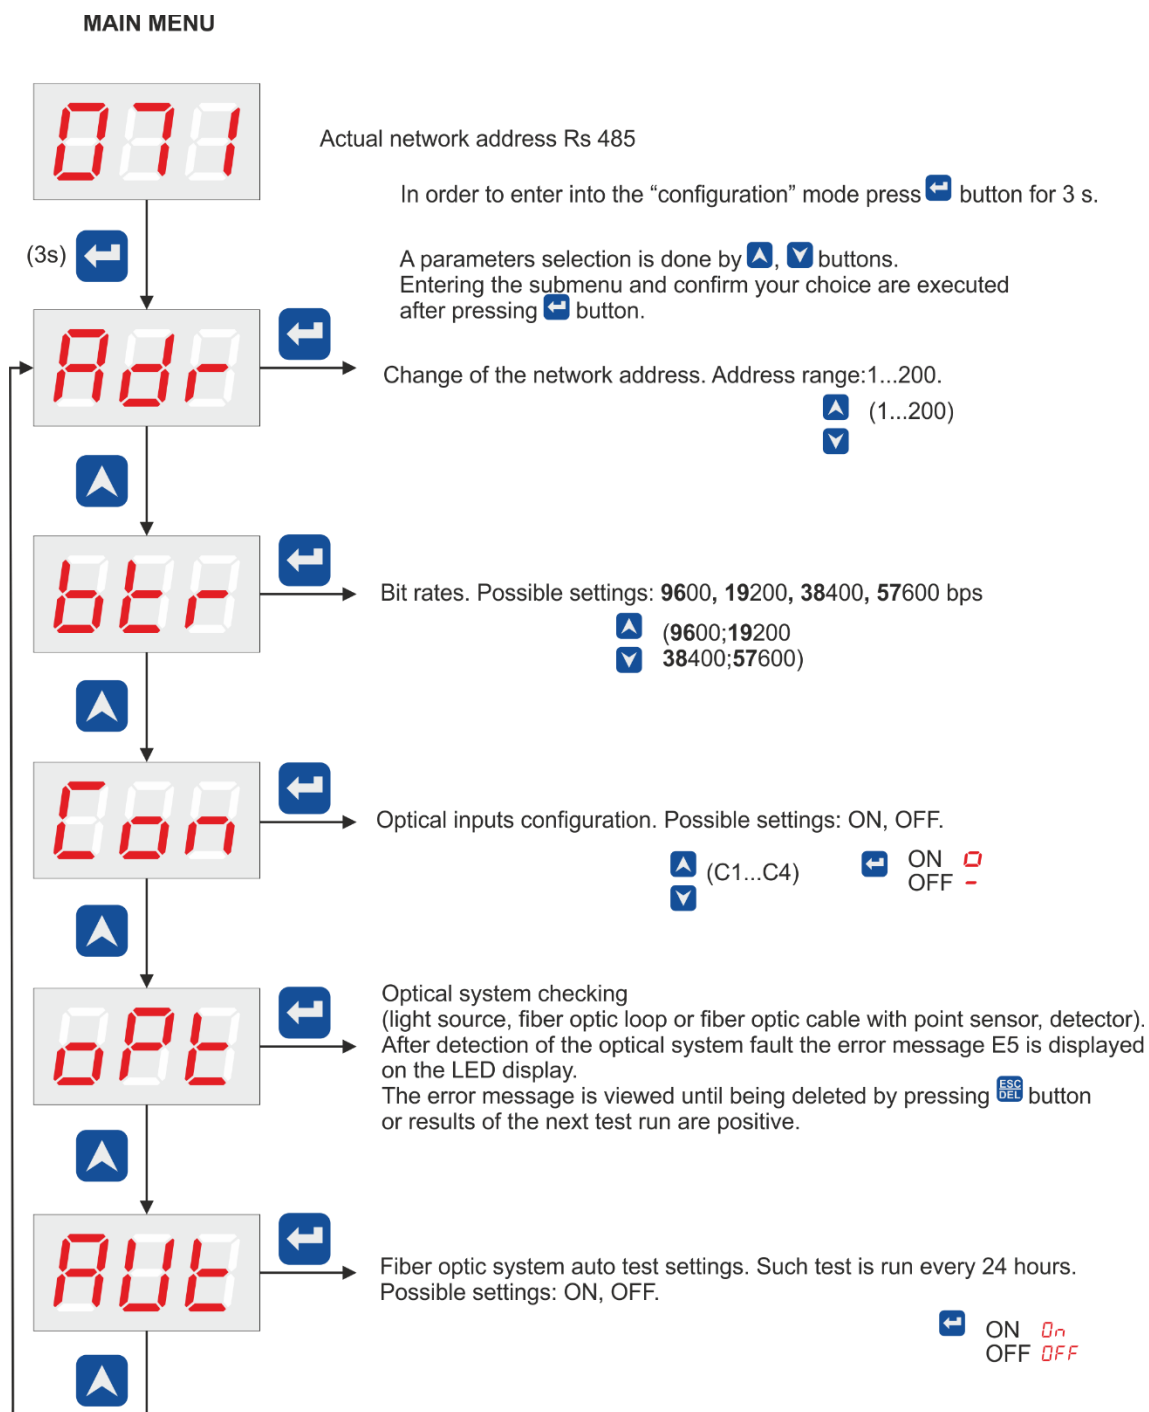 MAIN MENU
071
Actual network address Rs 485
In order to enter into the “configuration” mode press button for 3 s.
(3s)
A parameters selection is done by , buttons.
Entering the submenu and confirm your choice are executed
after pressing button.
Adr
Change of the network address. Address range:1...200.
(1...200)
btr
Bit rates. Possible settings: 9600, 19200, 38400, 57600 bps
(9600;19200
38400;57600)
Con
Optical inputs configuration. Possible settings: ON, OFF.
(C1...C4)
ON o
OFF -
oPt
Optical system checking
(light source, fiber optic loop or fiber optic cable with point sensor, detector).
After detection of the optical system fault the error message E5 is displayed
on the LED display.
The error message is viewed until being deleted by pressing ESC DEL button
or results of the next test run are positive.
AUt
Fiber optic system auto test settings. Such test is run every 24 hours.
Possible settings: ON, OFF.
ON On
OFF OFF